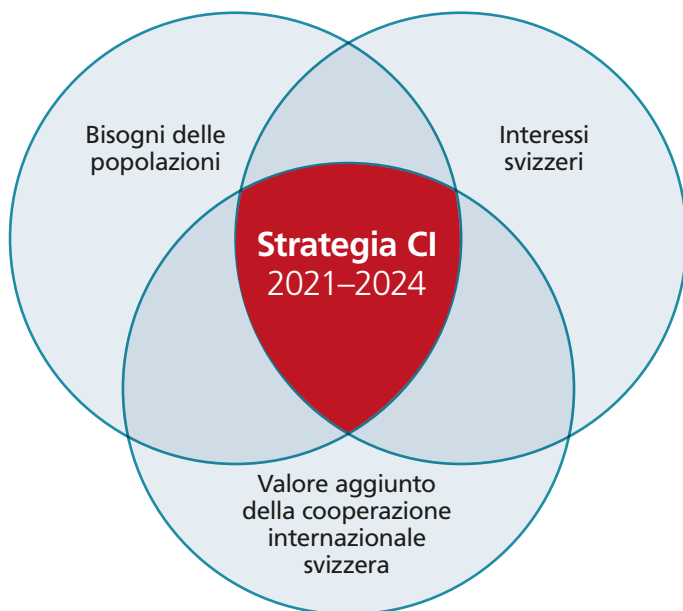 Bisogni delle
popolazioni
Interessi
svizzeri
Strategia CI
2021–2024
Valore aggiunto
della cooperazione
internazionale
svizzera